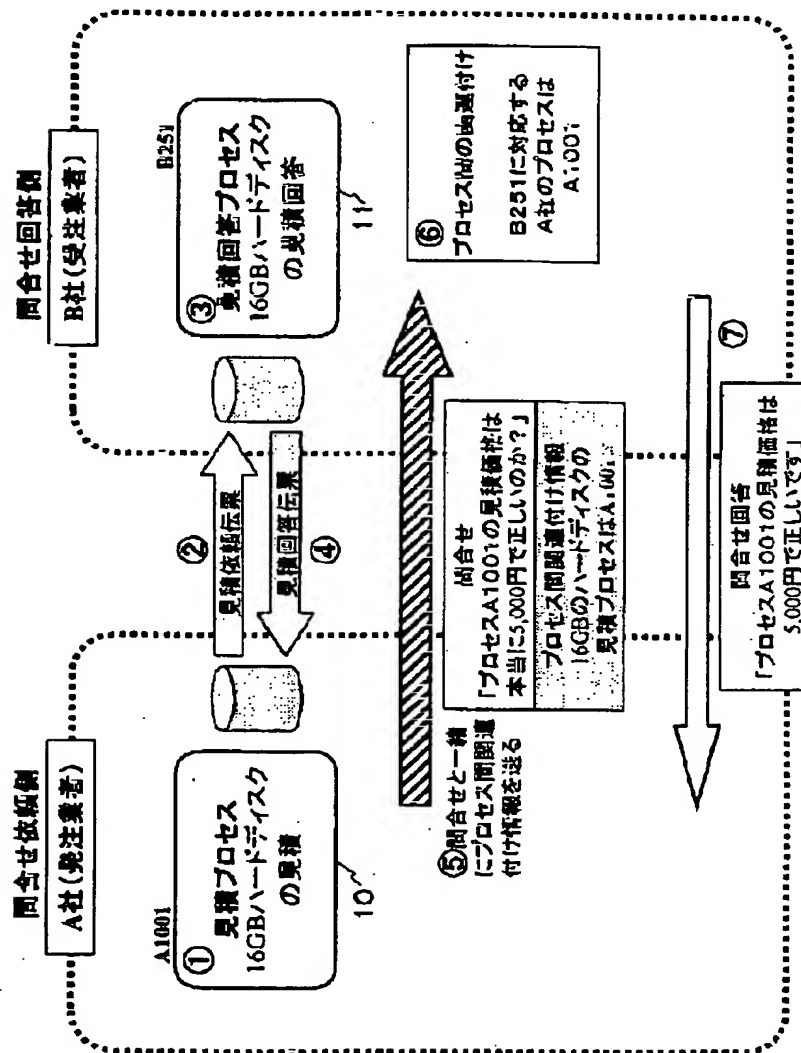 問合せ依頼側
A社(発注業者)
問合せ回答側
B社(受注業者)
A1001
①
見積プロセス
16GBハードディスク
の見積
10
②
見積依頼伝票
見積回答伝票
④
B251
③
見積回答プロセス
16GBハードディスク
の見積回答
11
⑤問合せと一緒
にプロセス間関連
付け情報を送る
問合せ
「プロセスA1001の見積価格は
本当に5,000円で正しいのか?」
プロセス間関連付け情報
16GBのハードディスクの
見積プロセスはA1001
⑥
プロセス間の関連付け
B251に対応する
A社のプロセスは
A1001
⑦
問合せ回答
「プロセスA1001の見積価格は
5,000円で正しいです」